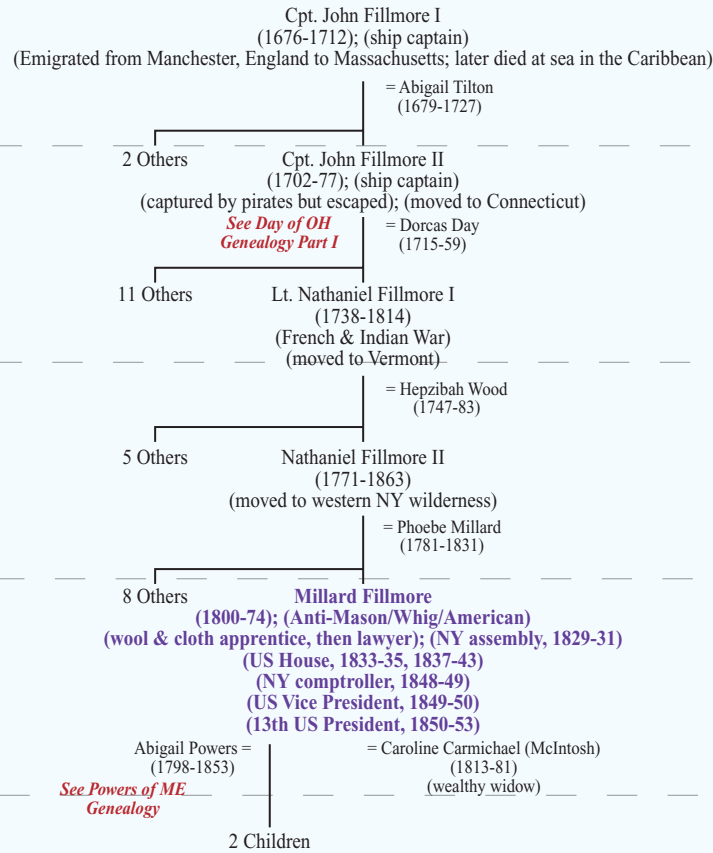 Cpt. John Fillmore I
(1676-1712); (ship captain)
(Emigrated from Manchester, England to Massachusetts; later died at sea in the Caribbean)
= Abigail Tilton
(1679-1727)
2 Others
Cpt. John Fillmore II
(1702-77); (ship captain)
(captured by pirates but escaped); (moved to Connecticut)
See Day of OH
Genealogy Part I
= Dorcas Day
(1715-59)
11 Others
Lt. Nathaniel Fillmore I
(1738-1814)
(French & Indian War)
(moved to Vermont)
= Hepzibah Wood
(1747-83)
5 Others
Nathaniel Fillmore II
(1771-1863)
(moved to western NY wilderness)
= Phoebe Millard
(1781-1831)
8 Others
Millard Fillmore
(1800-74); (Anti-Mason/Whig/American)
(wool & cloth apprentice, then lawyer); (NY assembly, 1829-31)
(US House, 1833-35, 1837-43)
(NY comptroller, 1848-49)
(US Vice President, 1849-50)
(13th US President, 1850-53)
Abigail Powers =
(1798-1853)
= Caroline Carmichael (McIntosh)
(1813-81)
(wealthy widow)
See Powers of ME
Genealogy
2 Children